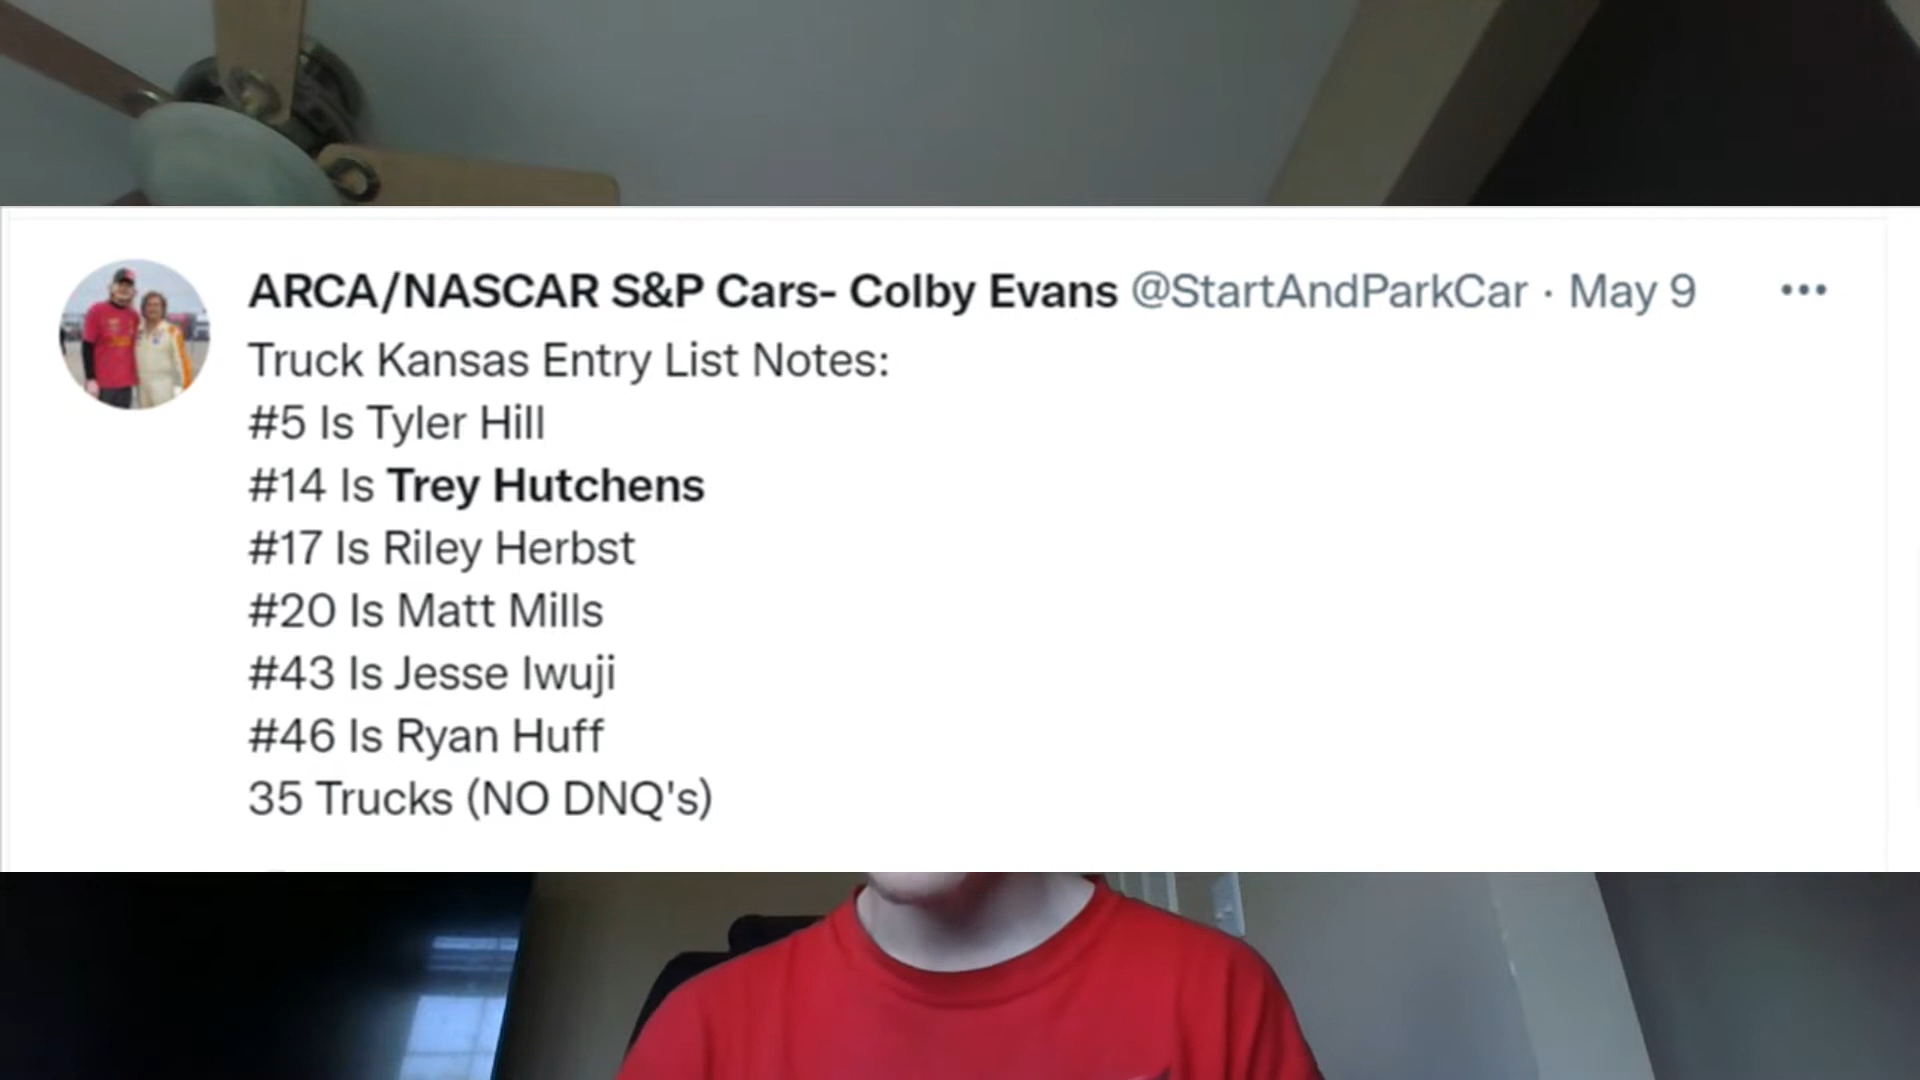 ARCA/NASCAR S&P Cars- Colby Evans @StartAndParkCar · May 9
Truck Kansas Entry List Notes:
#5 Is Tyler Hill
#14 Is Trey Hutchens
#17 Is Riley Herbst
#20 Is Matt Mills
#43 Is Jesse Iwuji
#46 Is Ryan Huff
35 Trucks (NO DNQ's)